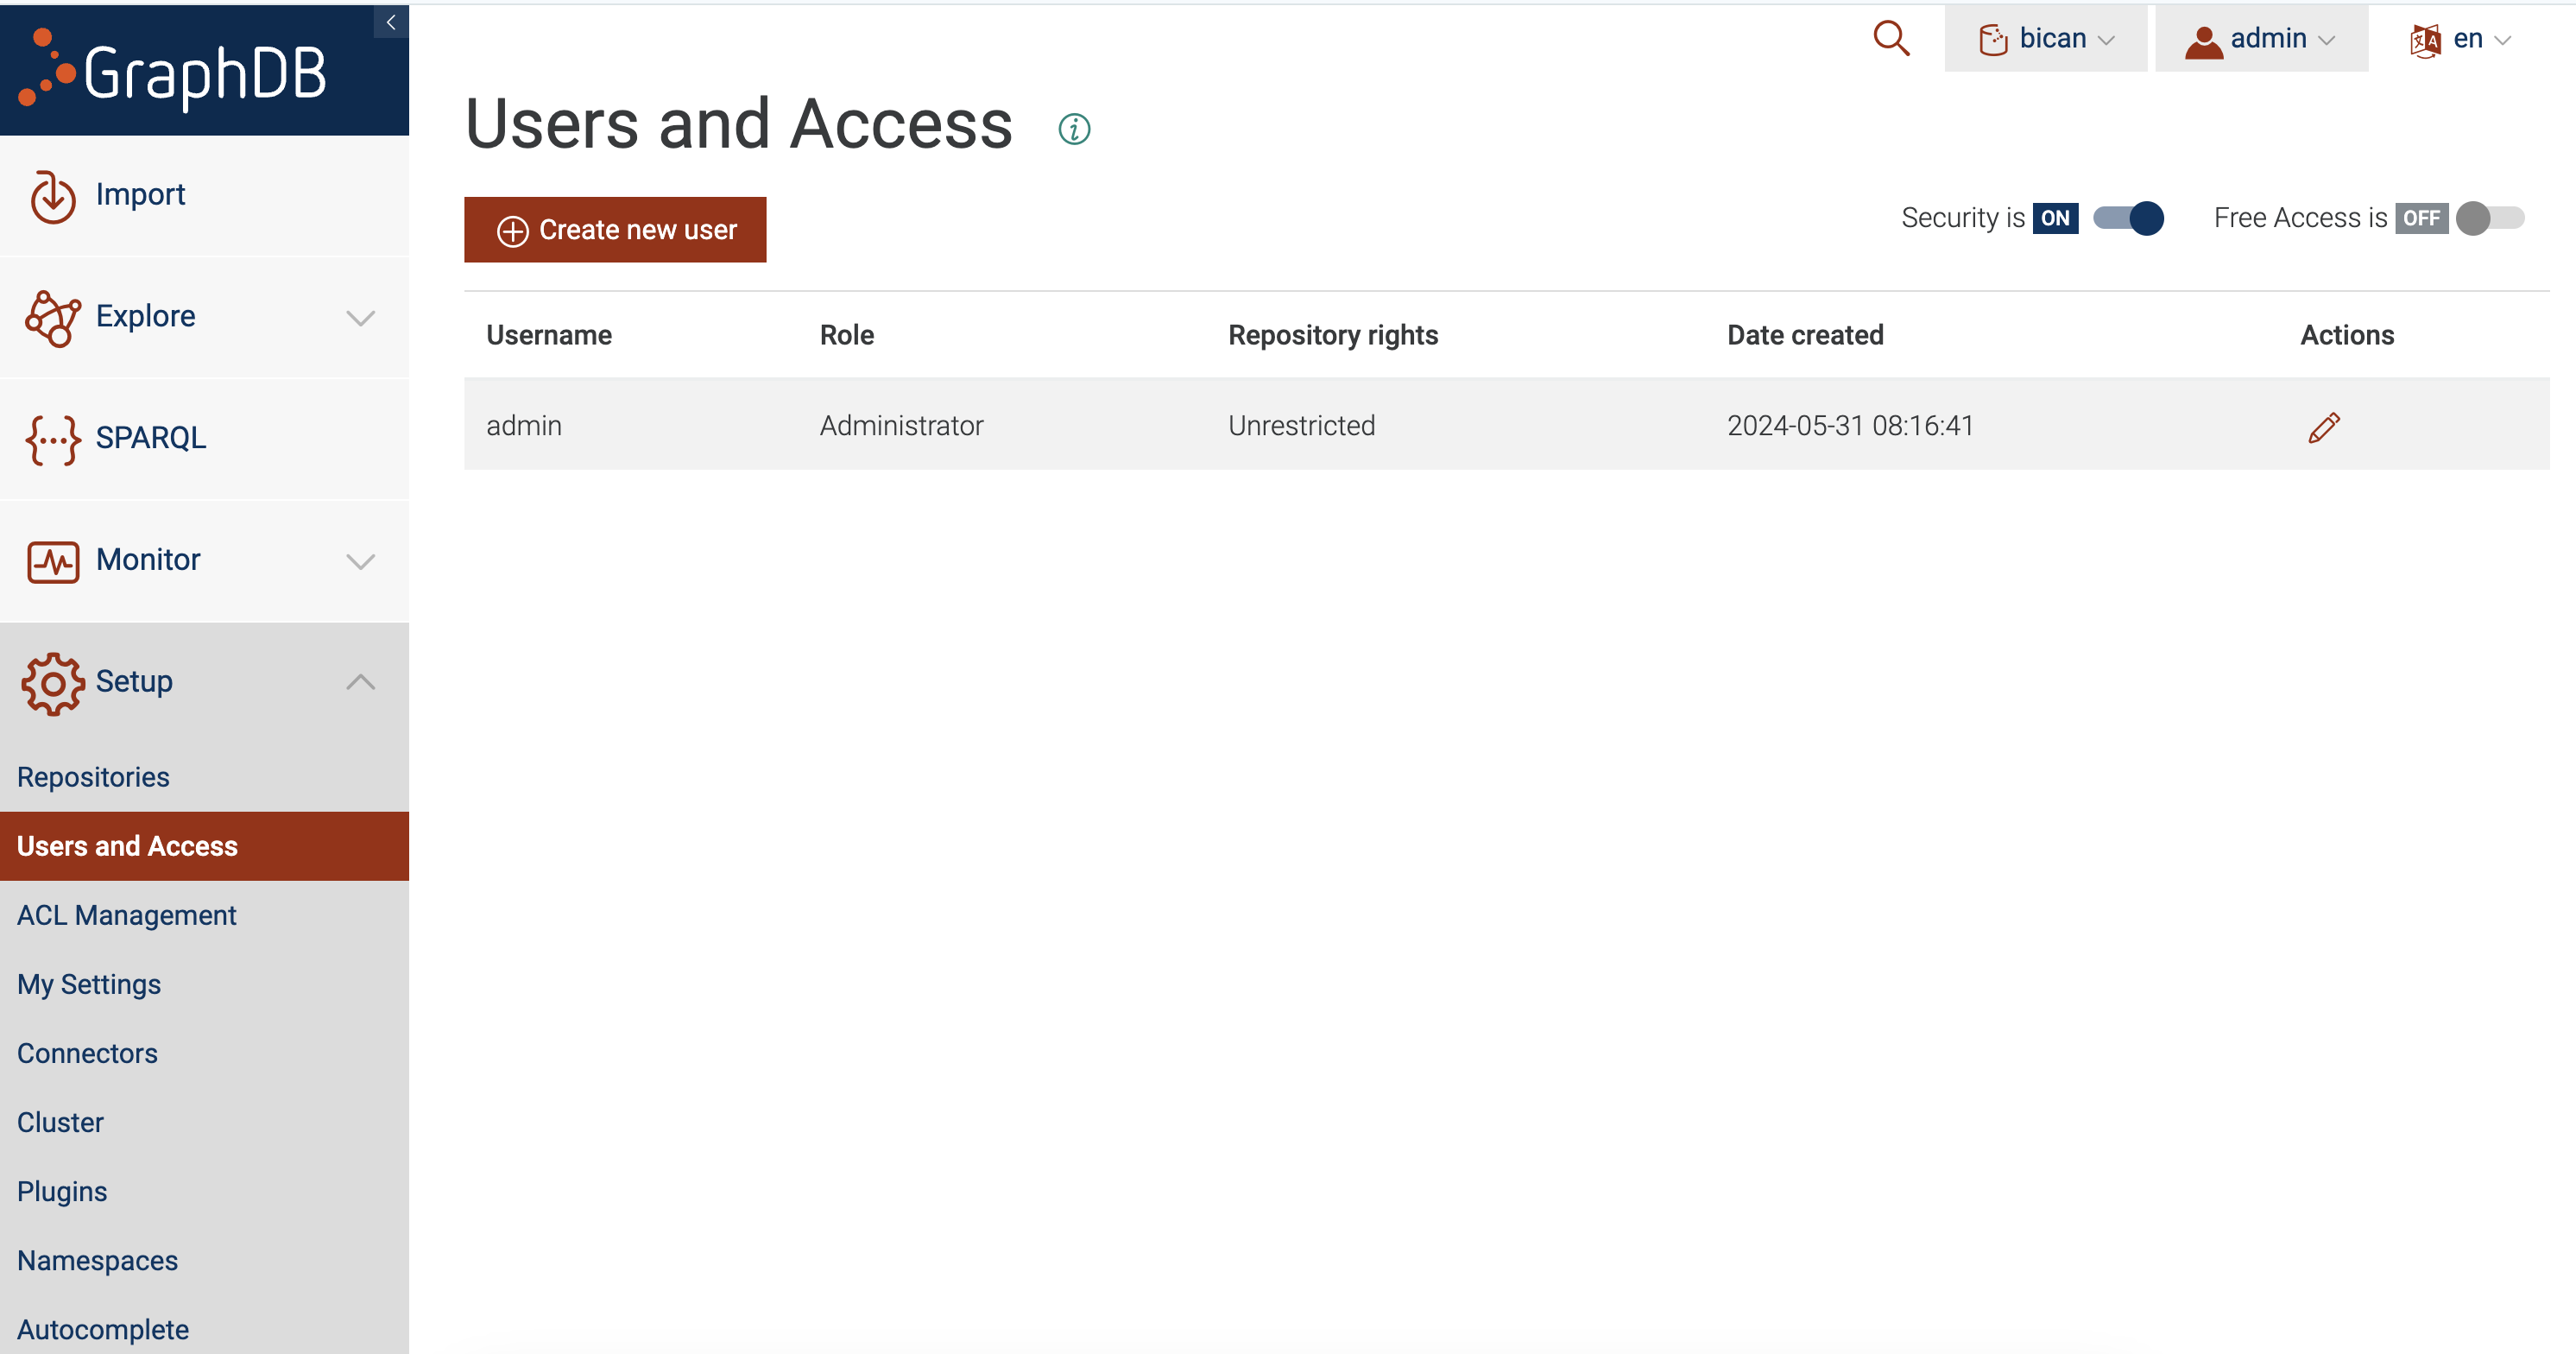 GraphDB
bican
admin
en
Users and Access
Import
Create new user
Security is ON
Free Access is OFF
Explore
Username Role Repository rights Date created Actions
admin Administrator Unrestricted 2024-05-31 08:16:41
SPARQL
Monitor
Setup
Repositories
Users and Access
ACL Management
My Settings
Connectors
Cluster
Plugins
Namespaces
Autocomplete